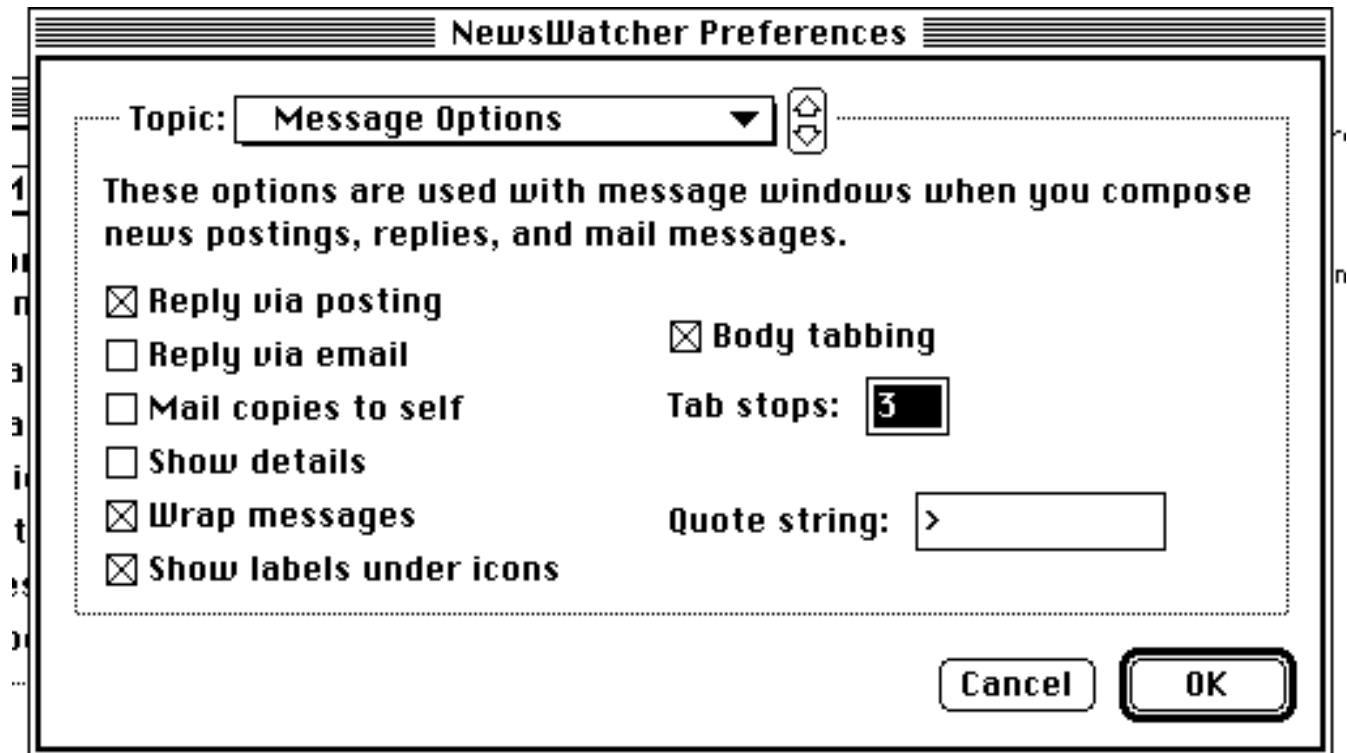 NewsWatcher Preferences
Topic: Message Options
These options are used with message windows when you compose
news postings, replies, and mail messages.
Reply via posting
Reply via email
Mail copies to self
Show details
Wrap messages
Show labels under icons
Body tabbing
Tab stops: 3
Quote string: >
Cancel OK